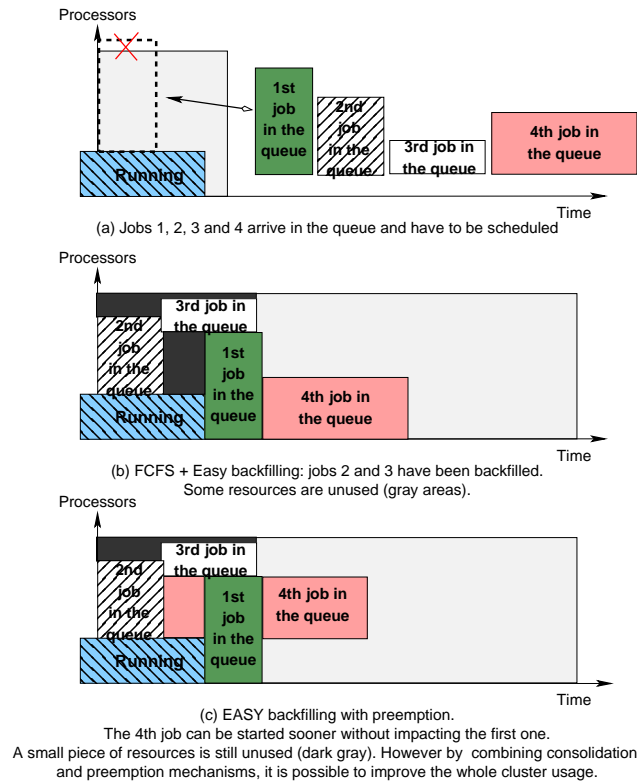 Processors
1st
job
in the
queue
2nd
job
in the
queue
3rd job in
the queue
4th job in
the queue
Running
Time
(a) Jobs 1, 2, 3 and 4 arrive in the queue and have to be scheduled
Processors
3rd job in
the queue
2nd
job
in the
queue
1st
job
in the
queue
4th job in
the queue
Running
Time
(b) FCFS + Easy backfilling: jobs 2 and 3 have been backfilled.
Some resources are unused (gray areas).
Processors
3rd job in
the queue
2nd
job
in the
queue
1st
job
in the
queue
4th job in
the queue
Running
Time
(c) EASY backfilling with preemption.
The 4th job can be started sooner without impacting the first one.
A small piece of resources is still unused (dark gray). However by combining consolidation
and preemption mechanisms, it is possible to improve the whole cluster usage.